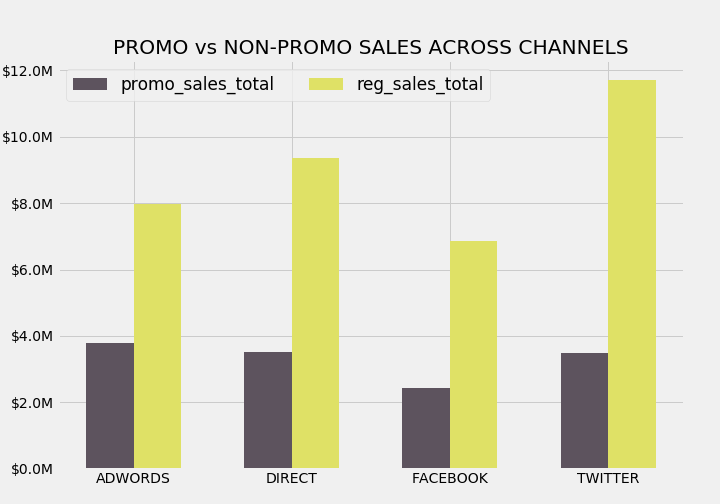 PROMO vs NON-PROMO SALES ACROSS CHANNELS
promo_sales_total reg_sales_total
$12.0M
$10.0M
$8.0M
$6.0M
$4.0M
$2.0M
$0.0M
ADWORDS DIRECT FACEBOOK TWITTER